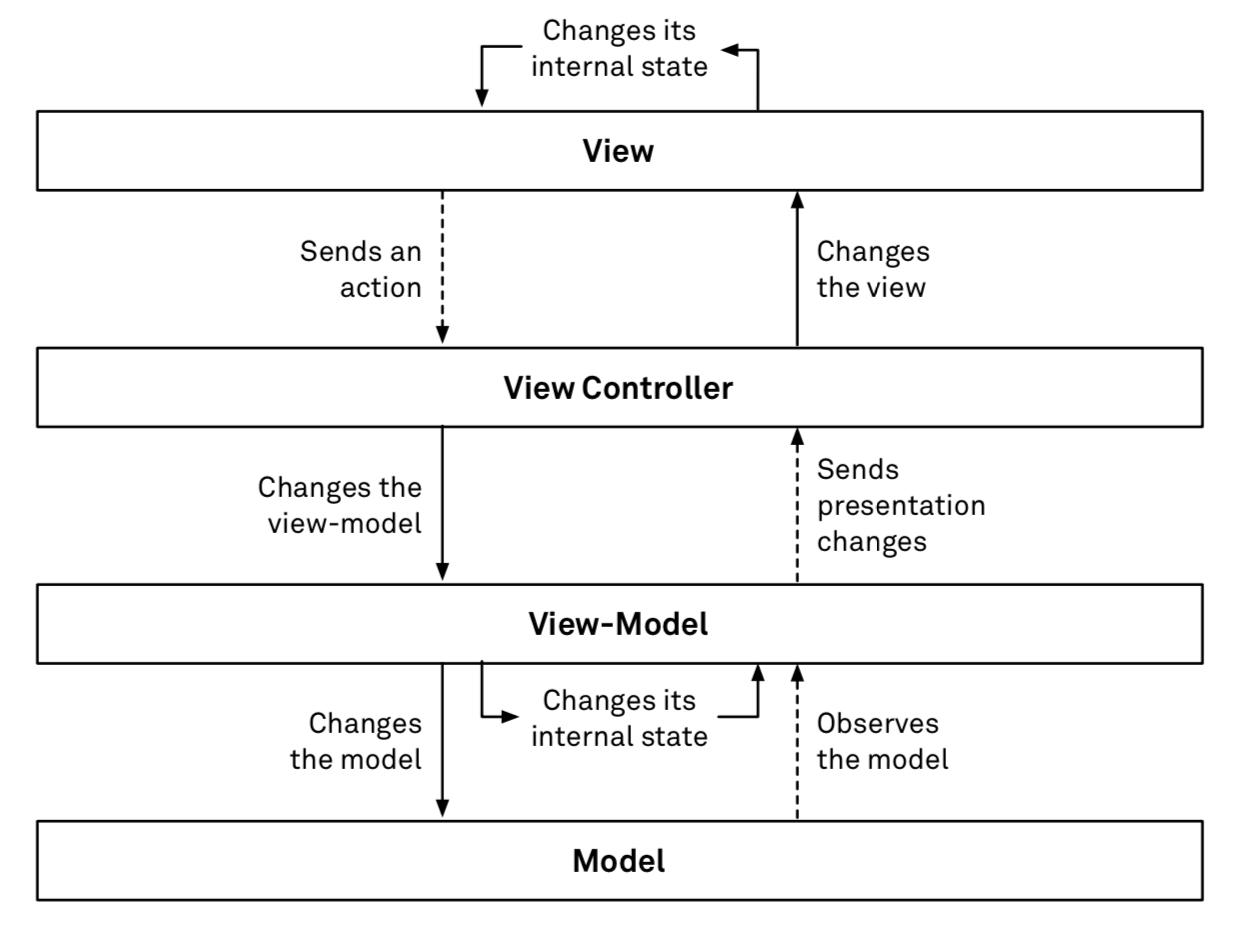 Changes its
internal state
View
Sends an
action
Changes
the view
View Controller
Changes the
view-model
Sends
presentation
changes
View-Model
Changes
the model
Changes its
internal state
Observes
the model
Model